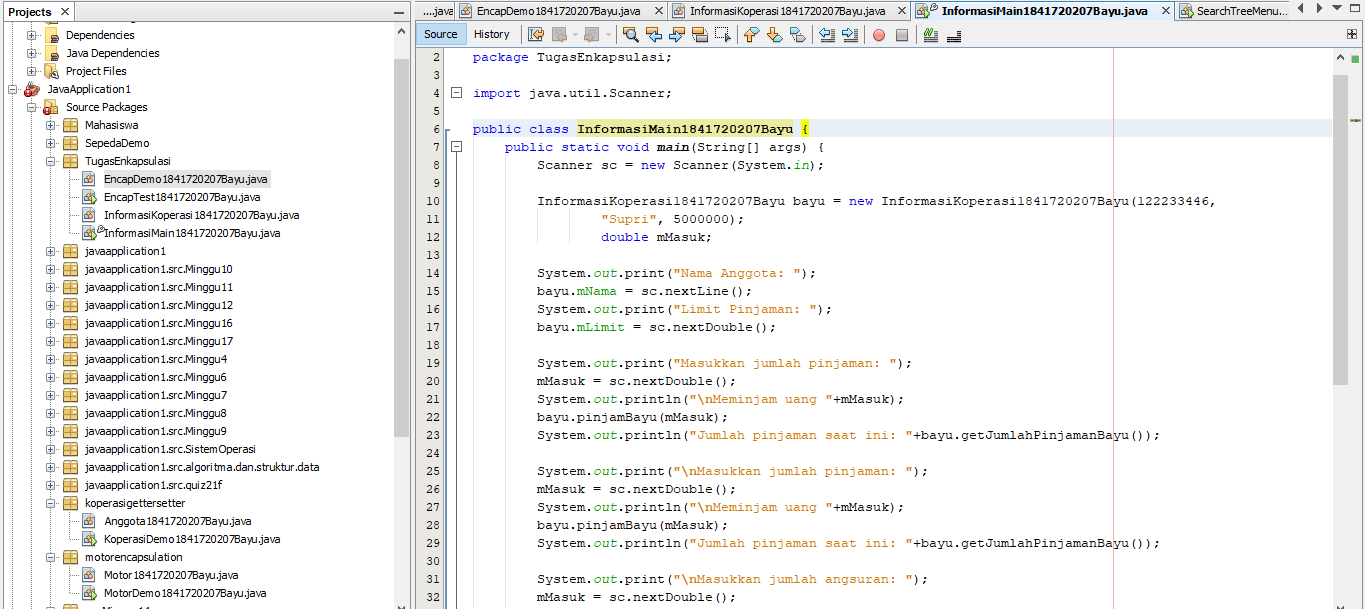 Projects
Dependencies
Java Dependencies
Project Files
JavaApplication1
Source Packages
Mahasiswa
SepedaDemo
TugasEnkapsulasi
EncapDemo1841720207Bayu.java
EncapTest1841720207Bayu.java
InformasiKoperasi1841720207Bayu.java
InformasiMain1841720207Bayu.java
javaapplication1
javaapplication1.src.Minggu10
javaapplication1.src.Minggu11
javaapplication1.src.Minggu12
javaapplication1.src.Minggu16
javaapplication1.src.Minggu17
javaapplication1.src.Minggu4
javaapplication1.src.Minggu6
javaapplication1.src.Minggu7
javaapplication1.src.Minggu8
javaapplication1.src.Minggu9
javaapplication1.src.SistemOperasi
javaapplication1.src.algoritma.dan.struktur.data
javaapplication1.src.quiz21f
koperasigettersetter
Anggota1841720207Bayu.java
KoperasiDemo1841720207Bayu.java
motorencapsulation
Motor1841720207Bayu.java
MotorDemo1841720207Bayu.java
....java EncapDemo1841720207Bayu.java InformasiKoperasi1841720207Bayu.java InformasiMain1841720207Bayu.java SearchTreeMenu...
Source History
2 package TugasEnkapsulasi;
3
4 import java.util.Scanner;
5
6 public class InformasiMain1841720207Bayu {
7 public static void main(String[] args) {
8 Scanner sc = new Scanner(System.in);
9
10 InformasiKoperasi1841720207Bayu bayu = new InformasiKoperasi1841720207Bayu(122233446,
11 "Supri", 5000000);
12 double mMasuk;
13
14 System.out.print("Nama Anggota: ");
15 bayu.mNama = sc.nextLine();
16 System.out.print("Limit Pinjaman: ");
17 bayu.mLimit = sc.nextDouble();
18
19 System.out.print("Masukkan jumlah pinjaman: ");
20 mMasuk = sc.nextDouble();
21 System.out.println("\nMeminjam uang "+mMasuk);
22 bayu.pinjamBayu(mMasuk);
23 System.out.println("Jumlah pinjaman saat ini: "+bayu.getJumlahPinjamanBayu());
24
25 System.out.print("\nMasukkan jumlah pinjaman: ");
26 mMasuk = sc.nextDouble();
27 System.out.println("\nMeminjam uang "+mMasuk);
28 bayu.pinjamBayu(mMasuk);
29 System.out.println("Jumlah pinjaman saat ini: "+bayu.getJumlahPinjamanBayu());
30
31 System.out.print("\nMasukkan jumlah angsuran: ");
32 mMasuk = sc.nextDouble();